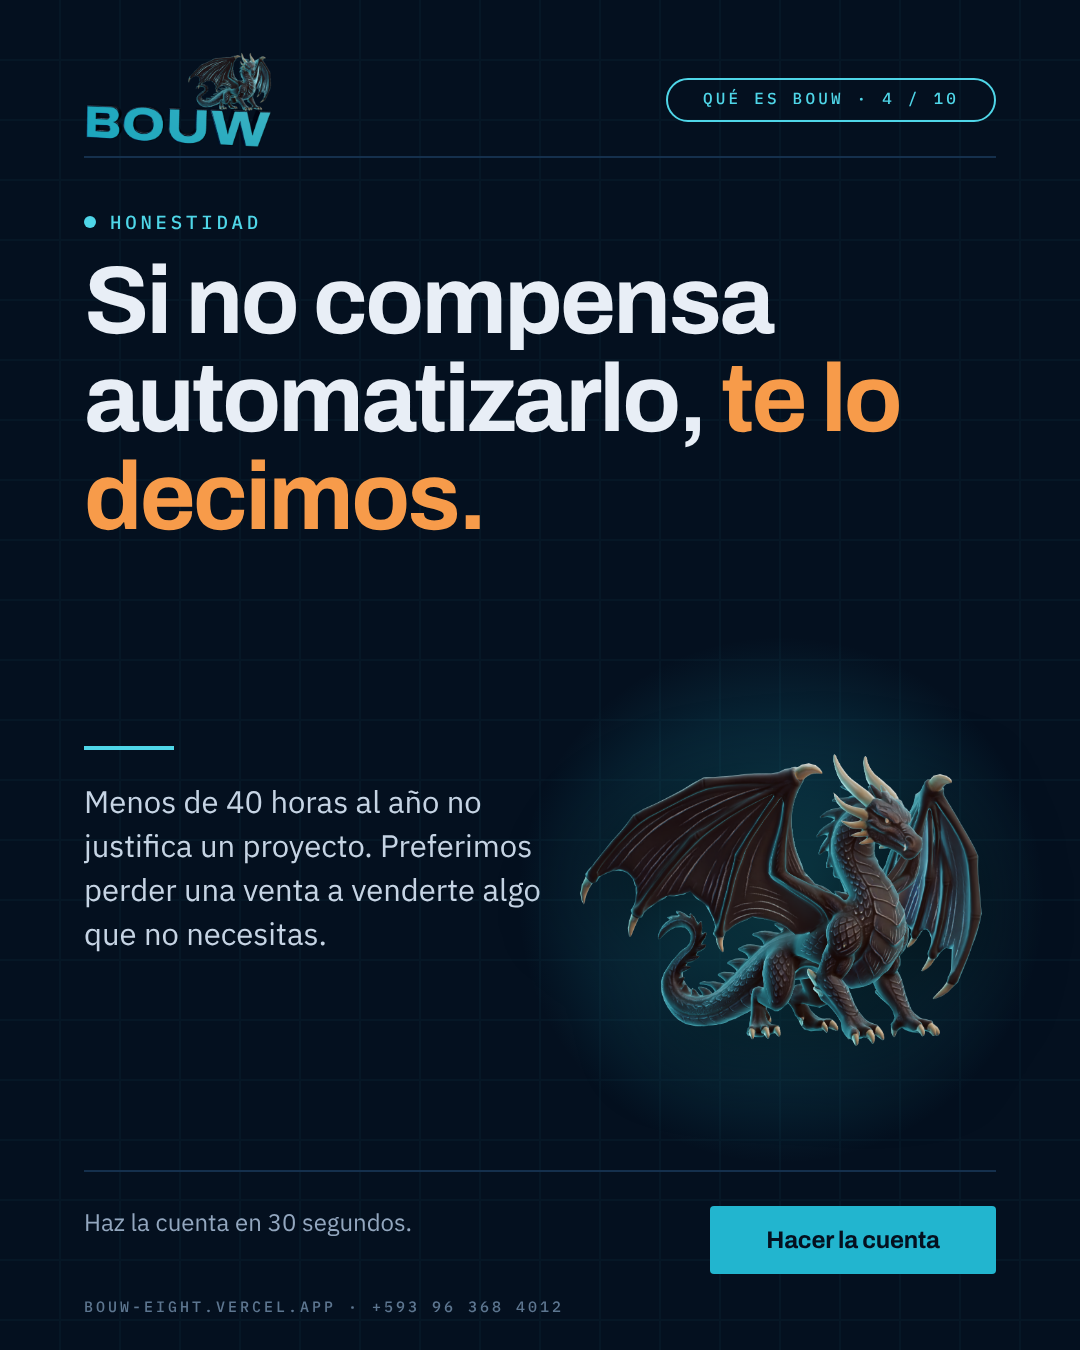 BOUW
QUÉ ES BOUW · 4 / 10
HONESTIDAD
Si no compensa
automatizarlo, te lo
decimos.
Menos de 40 horas al año no
justifica un proyecto. Preferimos
perder una venta a venderte algo
que no necesitas.
Haz la cuenta en 30 segundos.
Hacer la cuenta
BOUW-EIGHT.VERCEL.APP · +593 96 368 4012